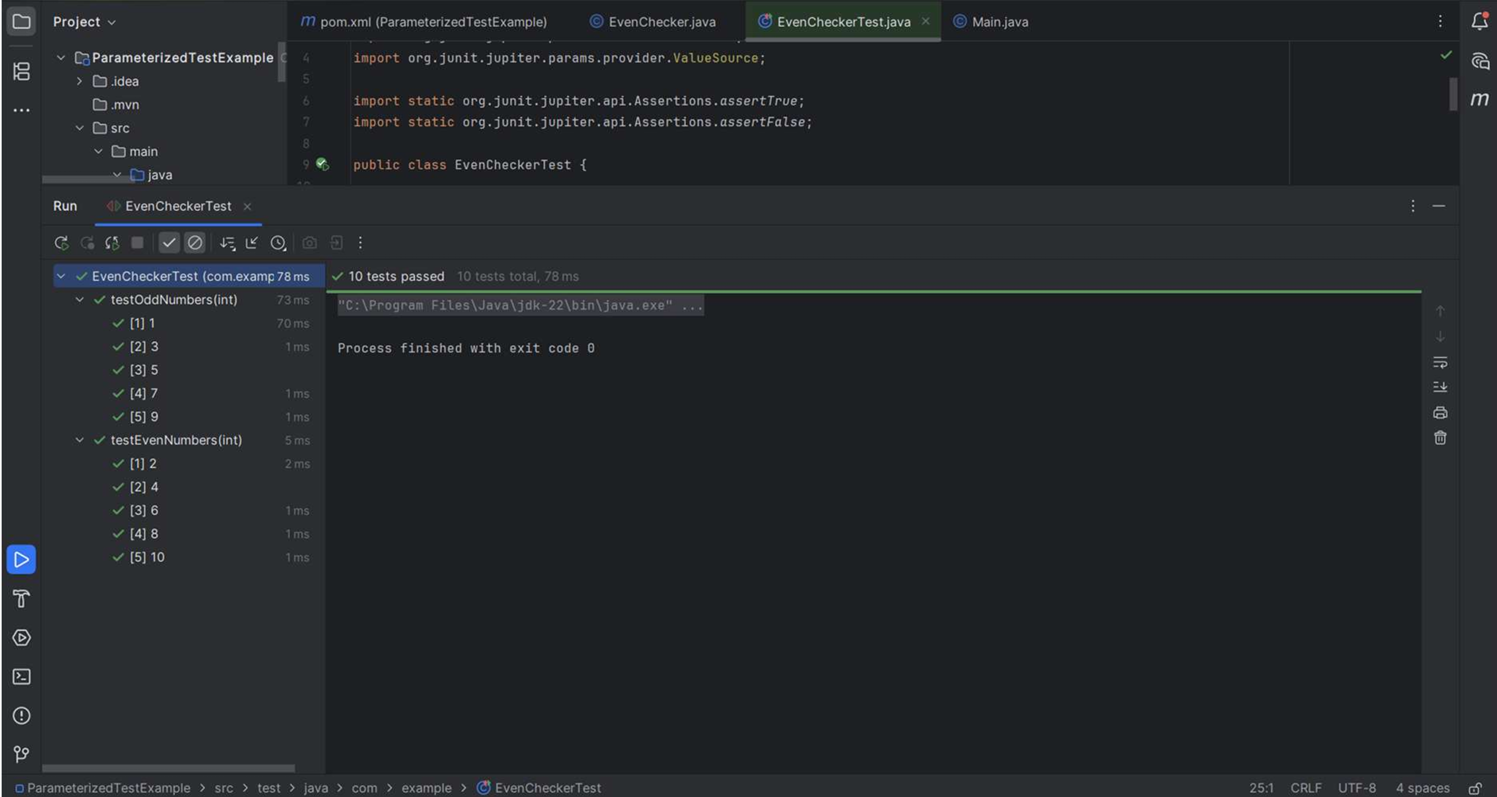 Project
pom.xml (ParameterizedTestExample)
EvenChecker.java
EvenCheckerTest.java
Main.java
ParameterizedTestExample
.idea
.mvn
src
main
java
4 import org.junit.jupiter.params.provider.ValueSource;
5
6 import static org.junit.jupiter.api.Assertions.assertTrue;
7 import static org.junit.jupiter.api.Assertions.assertFalse;
8
9 public class EvenCheckerTest {
Run
EvenCheckerTest
EvenCheckerTest (com.examp 78 ms
testOddNumbers(int) 73 ms
[1] 1 70 ms
[2] 3 1 ms
[3] 5
[4] 7 1 ms
[5] 9 1 ms
testEvenNumbers(int) 5 ms
[1] 2 2 ms
[2] 4
[3] 6 1 ms
[4] 8 1 ms
[5] 10 1 ms
10 tests passed 10 tests total, 78 ms
"C:\Program Files\Java\jdk-22\bin\java.exe" ...
Process finished with exit code 0
ParameterizedTestExample > src > test > java > com > example > EvenCheckerTest
25:1 CRLF UTF-8 4 spaces